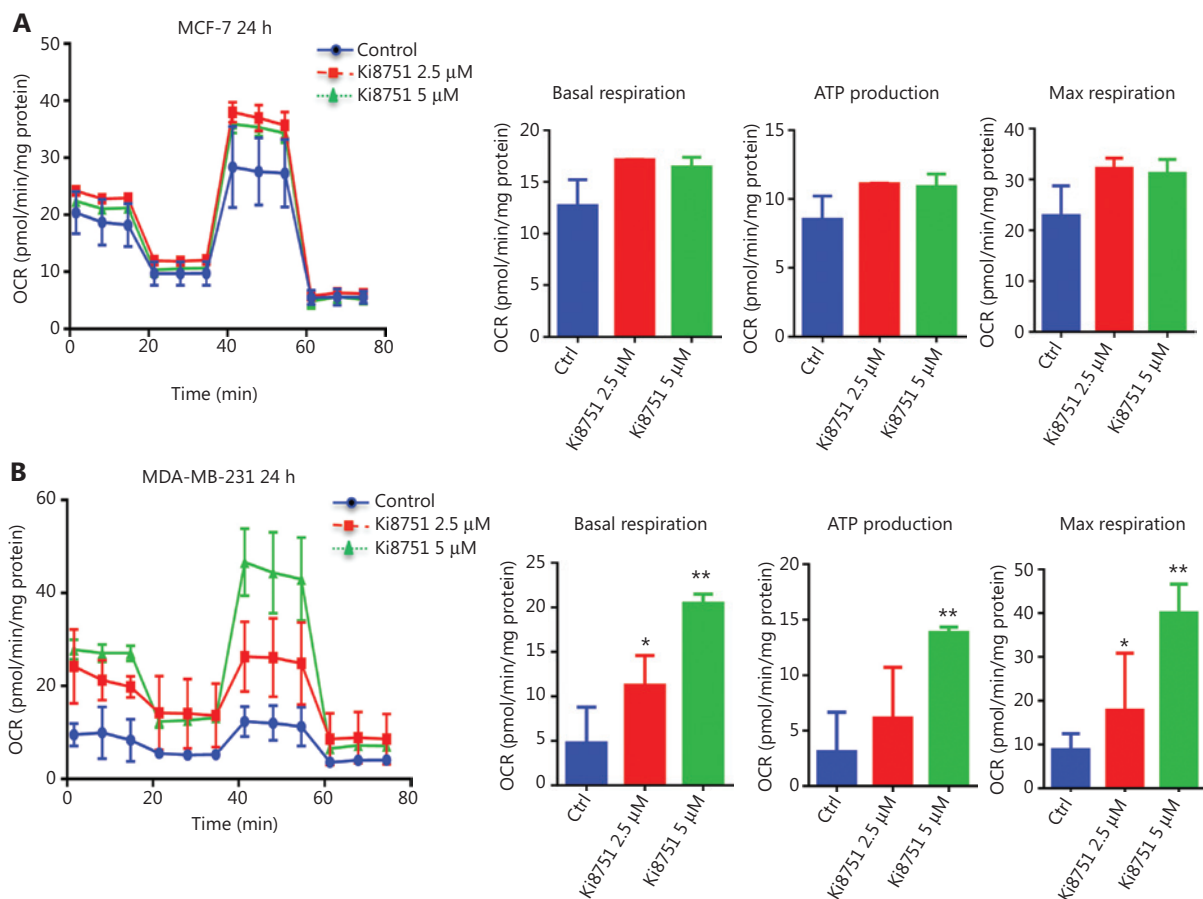 A
MCF-7 24 h
Control
Ki8751 2.5 μM
Ki8751 5 μM
OCR (pmol/min/mg protein)
50
40
30
20
10
0
0 20 40 60 80
Time (min)
Basal respiration
OCR (pmol/min/mg protein)
20
15
10
5
0
Ctrl
Ki8751 2.5 μM
Ki8751 5 μM
ATP production
OCR (pmol/min/mg protein)
15
10
5
0
Ctrl
Ki8751 2.5 μM
Ki8751 5 μM
Max respiration
OCR (pmol/min/mg protein)
40
30
20
10
0
Ctrl
Ki8751 2.5 μM
Ki8751 5 μM
B
MDA-MB-231 24 h
Control
Ki8751 2.5 μM
Ki8751 5 μM
OCR (pmol/min/mg protein)
60
40
20
0
0 20 40 60 80
Time (min)
Basal respiration
OCR (pmol/min/mg protein)
25
20
15
10
5
0
*
**
Ctrl
Ki8751 2.5 μM
Ki8751 5 μM
ATP production
OCR (pmol/min/mg protein)
20
15
10
5
0
**
Ctrl
Ki8751 2.5 μM
Ki8751 5 μM
Max respiration
OCR (pmol/min/mg protein)
50
40
30
20
10
0
*
**
Ctrl
Ki8751 2.5 μM
Ki8751 5 μM